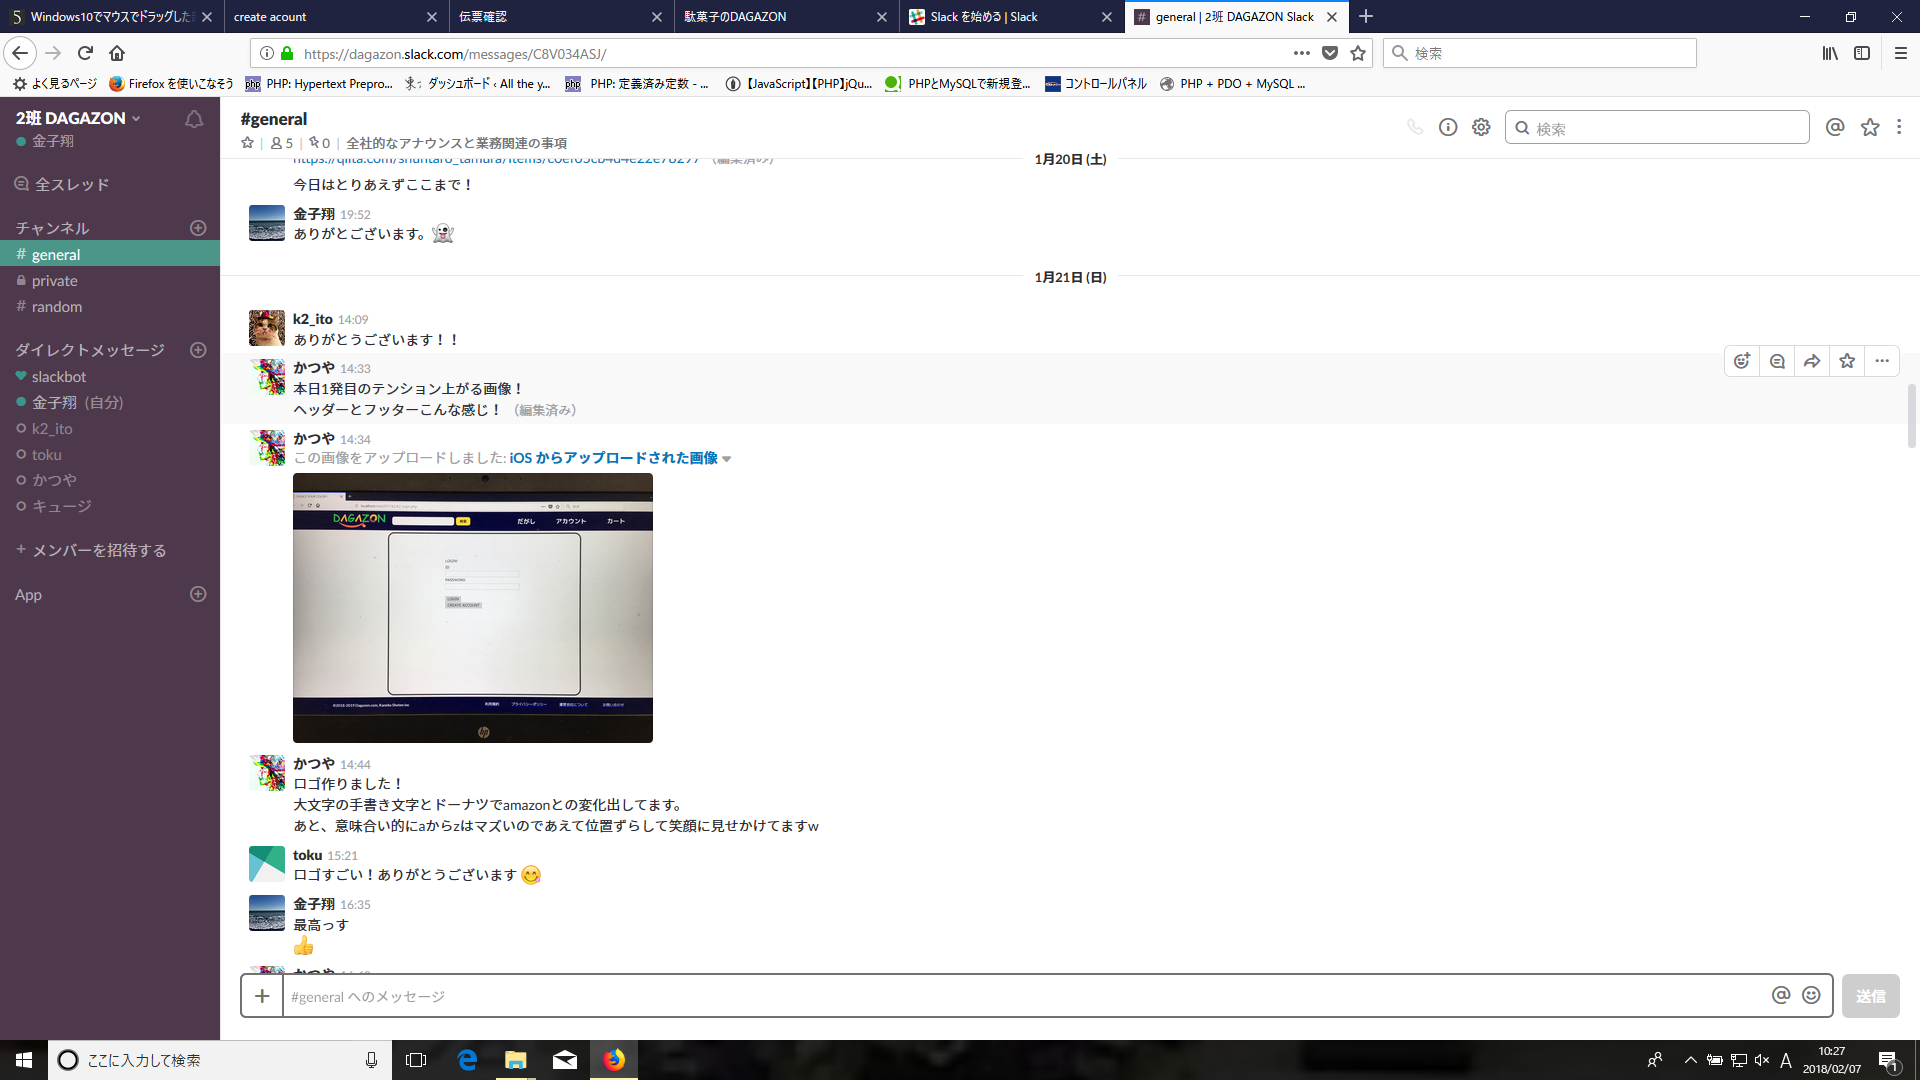 Windows10でマウスでドラッグした
create acount
伝票確認
駄菓子のDAGAZON
Slack を始める | Slack
general | 2班 DAGAZON Slack
https://dagazon.slack.com/messages/C8V034ASJ/
検索
よく見るページ
Firefox を使いこなそう
PHP: Hypertext Prepro...
ダッシュボード ‹ All the y...
PHP: 定義済み定数 - ...
【JavaScript】【PHP】jQu...
PHPとMySQLで新規登...
コントロールパネル
PHP + PDO + MySQL ...
2班 DAGAZON
金子翔
全スレッド
チャンネル
# general
private
# random
ダイレクトメッセージ
slackbot
金子翔 (自分)
k2_ito
toku
かつや
キュージ
+ メンバーを招待する
App
#general
5 | 0 | 全社的なアナウンスと業務関連の事項
検索
1月20日 (土)
今日はとりあえずここまで！
金子翔 19:52
ありがとございます。
1月21日 (日)
k2_ito 14:09
ありがとうございます！！
かつや 14:33
本日1発目のテンション上がる画像！
ヘッダーとフッターこんな感じ！ （編集済み）
かつや 14:34
この画像をアップロードしました: iOS からアップロードされた画像
DAGAZON
だがし アカウント カート
LOGIN
ID
PASSWORD
LOGIN
CREATE ACCOUNT
かつや 14:44
ロゴ作りました！
大文字の手書き文字とドーナツでamazonとの変化出してます。
あと、意味合い的にaからzはマズいのであえて位置ずらして笑顔に見せかけてますw
toku 15:21
ロゴすごい！ありがとうございます
金子翔 16:35
最高っす
#general へのメッセージ
送信
ここに入力して検索
A
10:27
2018/02/07
1